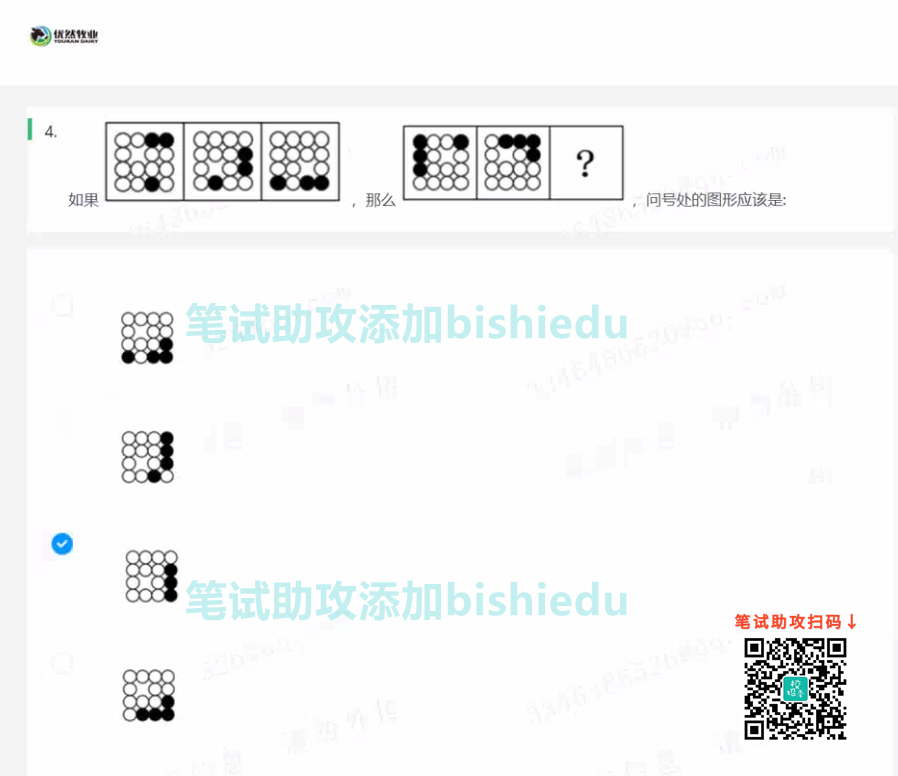 优然牧业
YOURAN DAIRY
4.
如果 ，那么 ? ，问号处的图形应该是:
笔试助攻添加bishiedu
笔试助攻添加bishiedu
笔试助攻扫码↓